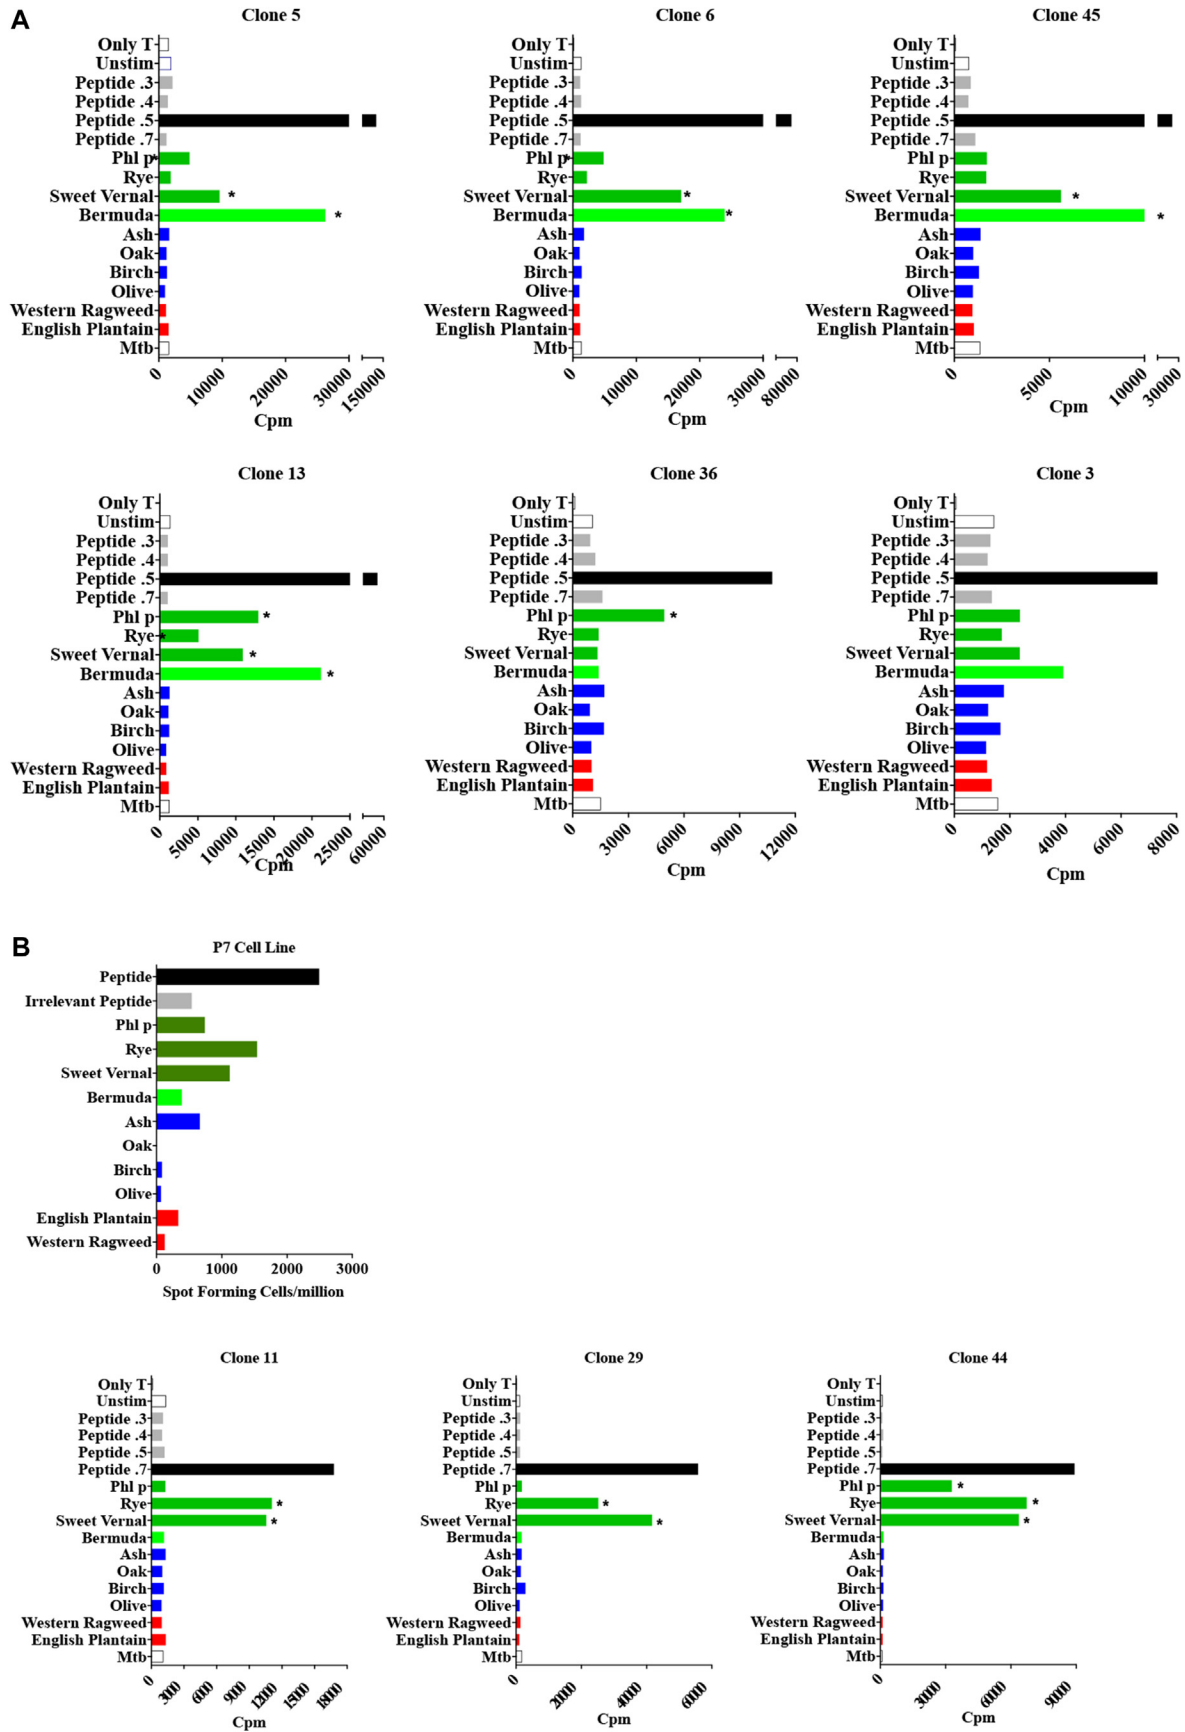 A
Clone 5
Only T
Unstim
Peptide .3
Peptide .4
Peptide .5
Peptide .7
Phl p*
Rye
Sweet Vernal *
Bermuda *
Ash
Oak
Birch
Olive
Western Ragweed
English Plantain
Mtb
0 10000 20000 30000 150000
Cpm
Clone 6
Only T
Unstim
Peptide .3
Peptide .4
Peptide .5
Peptide .7
Phl p*
Rye
Sweet Vernal *
Bermuda *
Ash
Oak
Birch
Olive
Western Ragweed
English Plantain
Mtb
0 10000 20000 30000 80000
Cpm
Clone 45
Only T
Unstim
Peptide .3
Peptide .4
Peptide .5
Peptide .7
Phl p
Rye
Sweet Vernal *
Bermuda *
Ash
Oak
Birch
Olive
Western Ragweed
English Plantain
Mtb
0 5000 10000 30000
Cpm
Clone 13
Only T
Unstim
Peptide .3
Peptide .4
Peptide .5
Peptide .7
Phl p *
Rye *
Sweet Vernal *
Bermuda *
Ash
Oak
Birch
Olive
Western Ragweed
English Plantain
Mtb
0 5000 10000 15000 20000 25000 60000
Cpm
Clone 36
Only T
Unstim
Peptide .3
Peptide .4
Peptide .5
Peptide .7
Phl p *
Rye
Sweet Vernal
Bermuda
Ash
Oak
Birch
Olive
Western Ragweed
English Plantain
Mtb
0 3000 6000 9000 12000
Cpm
Clone 3
Only T
Unstim
Peptide .3
Peptide .4
Peptide .5
Peptide .7
Phl p
Rye
Sweet Vernal
Bermuda
Ash
Oak
Birch
Olive
Western Ragweed
English Plantain
Mtb
0 2000 4000 6000 8000
Cpm
B
P7 Cell Line
Peptide
Irrelevant Peptide
Phl p
Rye
Sweet Vernal
Bermuda
Ash
Oak
Birch
Olive
English Plantain
Western Ragweed
0 1000 2000 3000
Spot Forming Cells/million
Clone 11
Only T
Unstim
Peptide .3
Peptide .4
Peptide .5
Peptide .7
Phl p
Rye *
Sweet Vernal *
Bermuda
Ash
Oak
Birch
Olive
Western Ragweed
English Plantain
Mtb
0 3000 6000 9000 12000 15000 18000
Cpm
Clone 29
Only T
Unstim
Peptide .3
Peptide .4
Peptide .5
Peptide .7
Phl p
Rye *
Sweet Vernal *
Bermuda
Ash
Oak
Birch
Olive
Western Ragweed
English Plantain
Mtb
0 2000 4000 6000
Cpm
Clone 44
Only T
Unstim
Peptide .3
Peptide .4
Peptide .5
Peptide .7
Phl p *
Rye *
Sweet Vernal *
Bermuda
Ash
Oak
Birch
Olive
Western Ragweed
English Plantain
Mtb
0 30000 60000 90000
Cpm